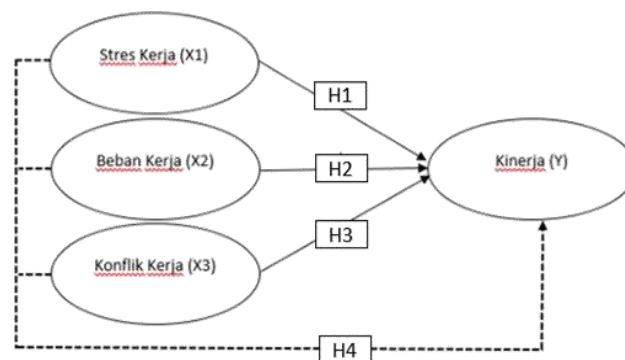 Stres Kerja (X1)
H1
Beban Kerja (X2)
H2
Kinerja (Y)
H3
Konflik Kerja (X3)
H4